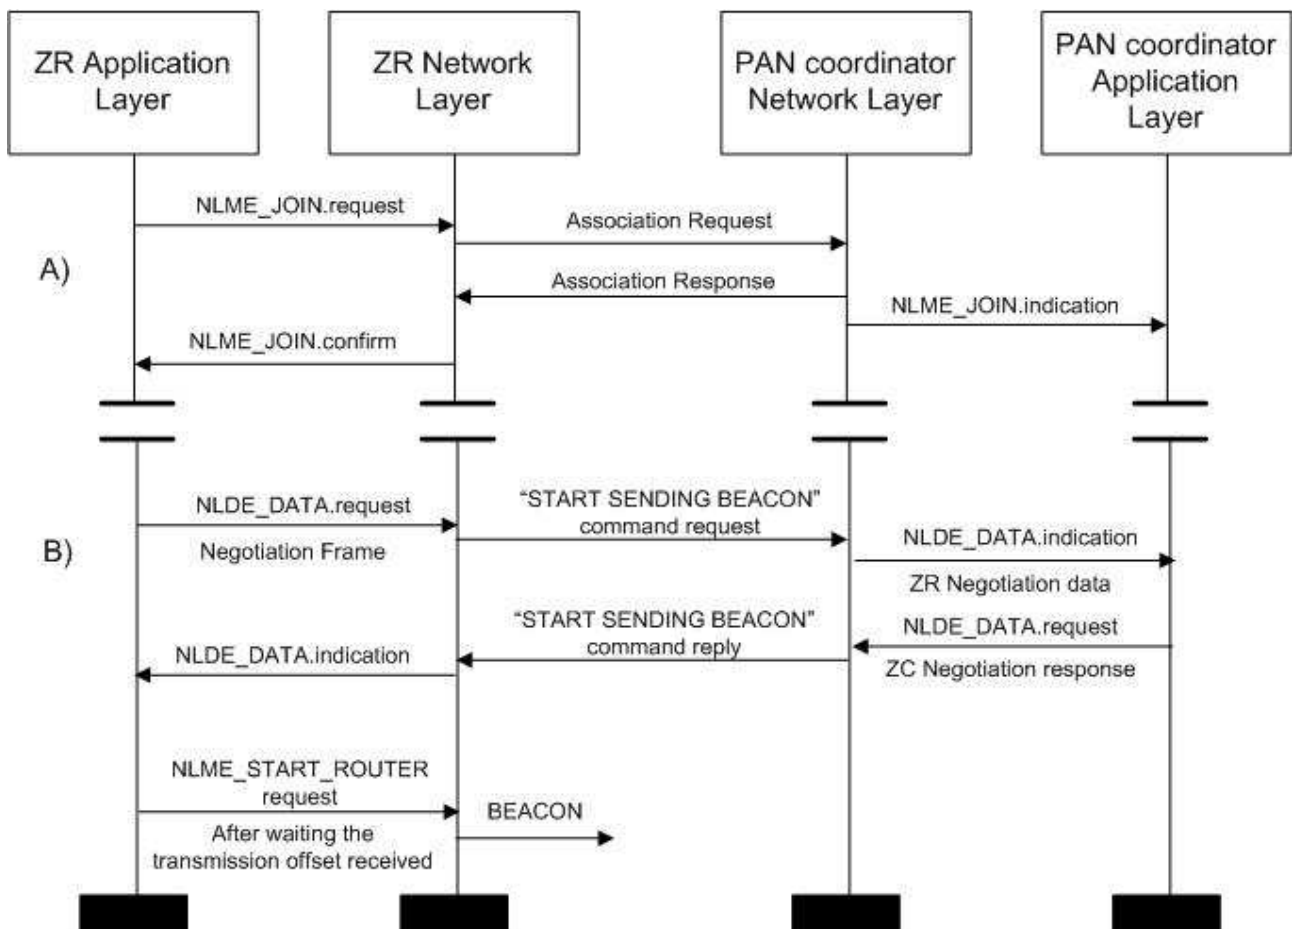 ZR Application
Layer
ZR Network
Layer
PAN coordinator
Network Layer
PAN coordinator
Application
Layer
A)
NLME_JOIN.request
Association Request
Association Response
NLME_JOIN.indication
NLME_JOIN.confirm
B)
NLDE_DATA.request
Negotiation Frame
“START SENDING BEACON”
command request
NLDE_DATA.indication
ZR Negotiation data
NLDE_DATA.request
ZC Negotiation response
“START SENDING BEACON”
command reply
NLDE_DATA.indication
NLME_START_ROUTER
request
After waiting the
transmission offset received
BEACON